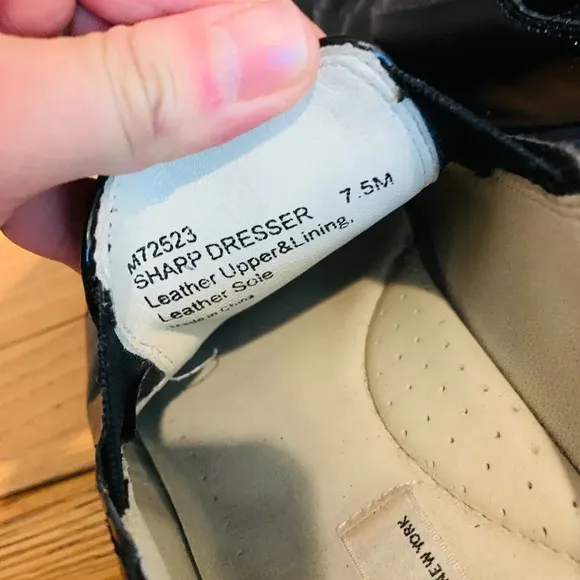 M72523
SHARP DRESSER 7.5M
Leather Upper&Lining,
Leather Sole
Made in China
NEW YORK